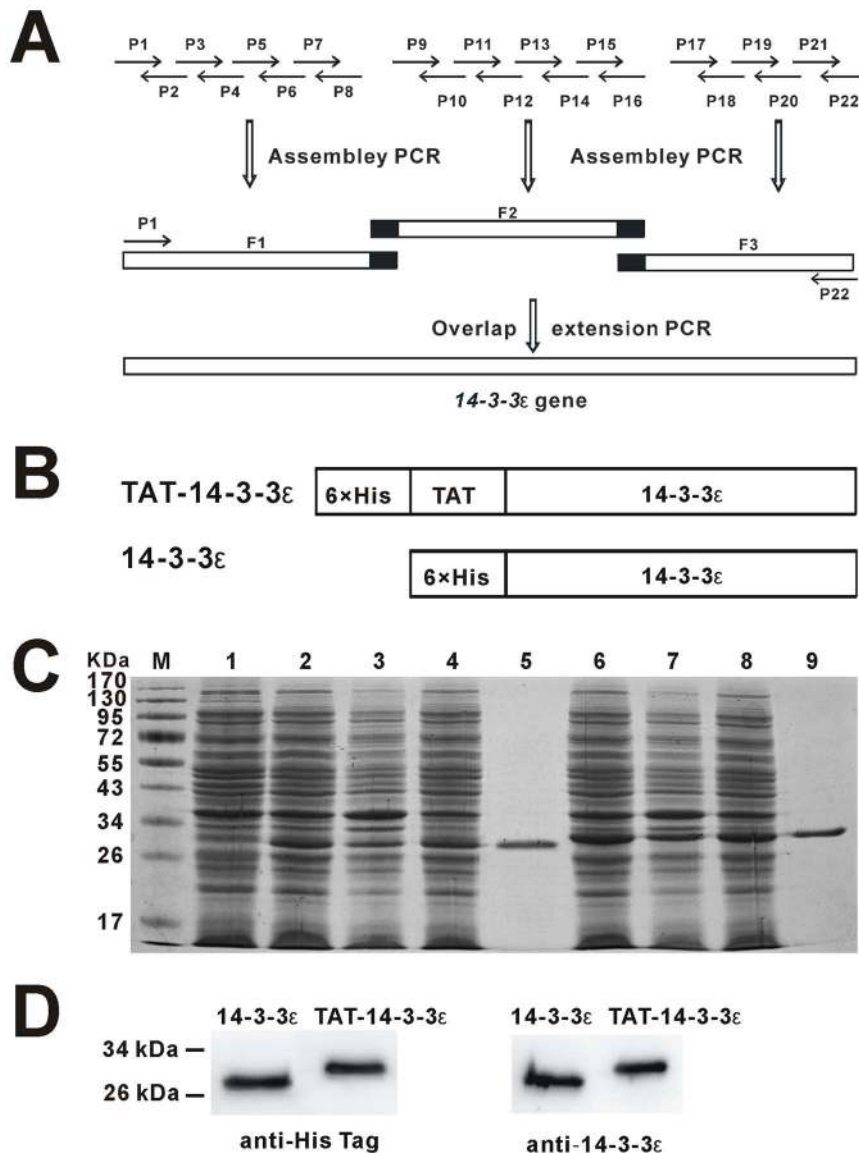 A
P1 P3 P5 P7 P9 P11 P13 P15 P17 P19 P21
P2 P4 P6 P8 P10 P12 P14 P16 P18 P20 P22
Assembley PCR Assembley PCR
P1 F1 F2 F3 P22
Overlap extension PCR
14-3-3ε gene
B
TAT-14-3-3ε 6×His TAT 14-3-3ε
14-3-3ε 6×His 14-3-3ε
C
KDa M 1 2 3 4 5 6 7 8 9
170
130
95
72
55
43
34
26
17
D
14-3-3ε TAT-14-3-3ε 14-3-3ε TAT-14-3-3ε
34 kDa
26 kDa
anti-His Tag anti-14-3-3ε